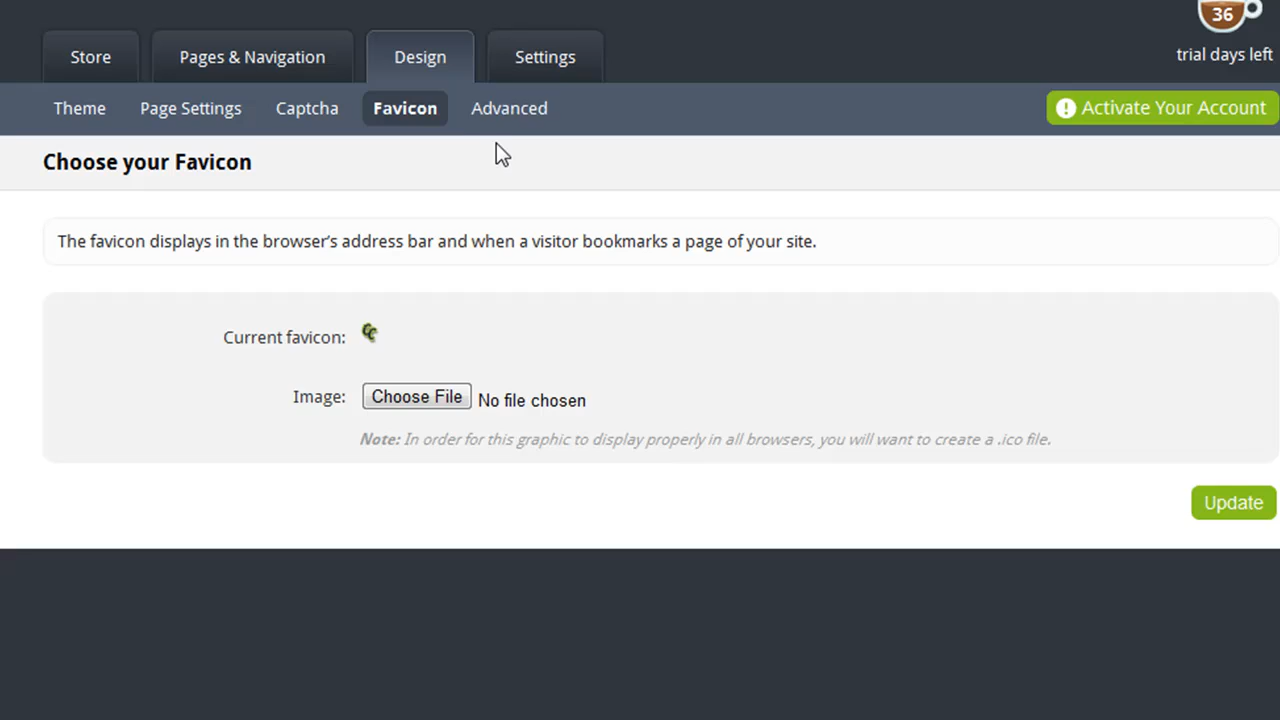 36
trial days left
Store
Pages & Navigation
Design
Settings
Theme
Page Settings
Captcha
Favicon
Advanced
! Activate Your Account
Choose your Favicon
The favicon displays in the browser's address bar and when a visitor bookmarks a page of your site.
Current favicon:
Image:
Choose File
No file chosen
Note: In order for this graphic to display properly in all browsers, you will want to create a .ico file.
Update